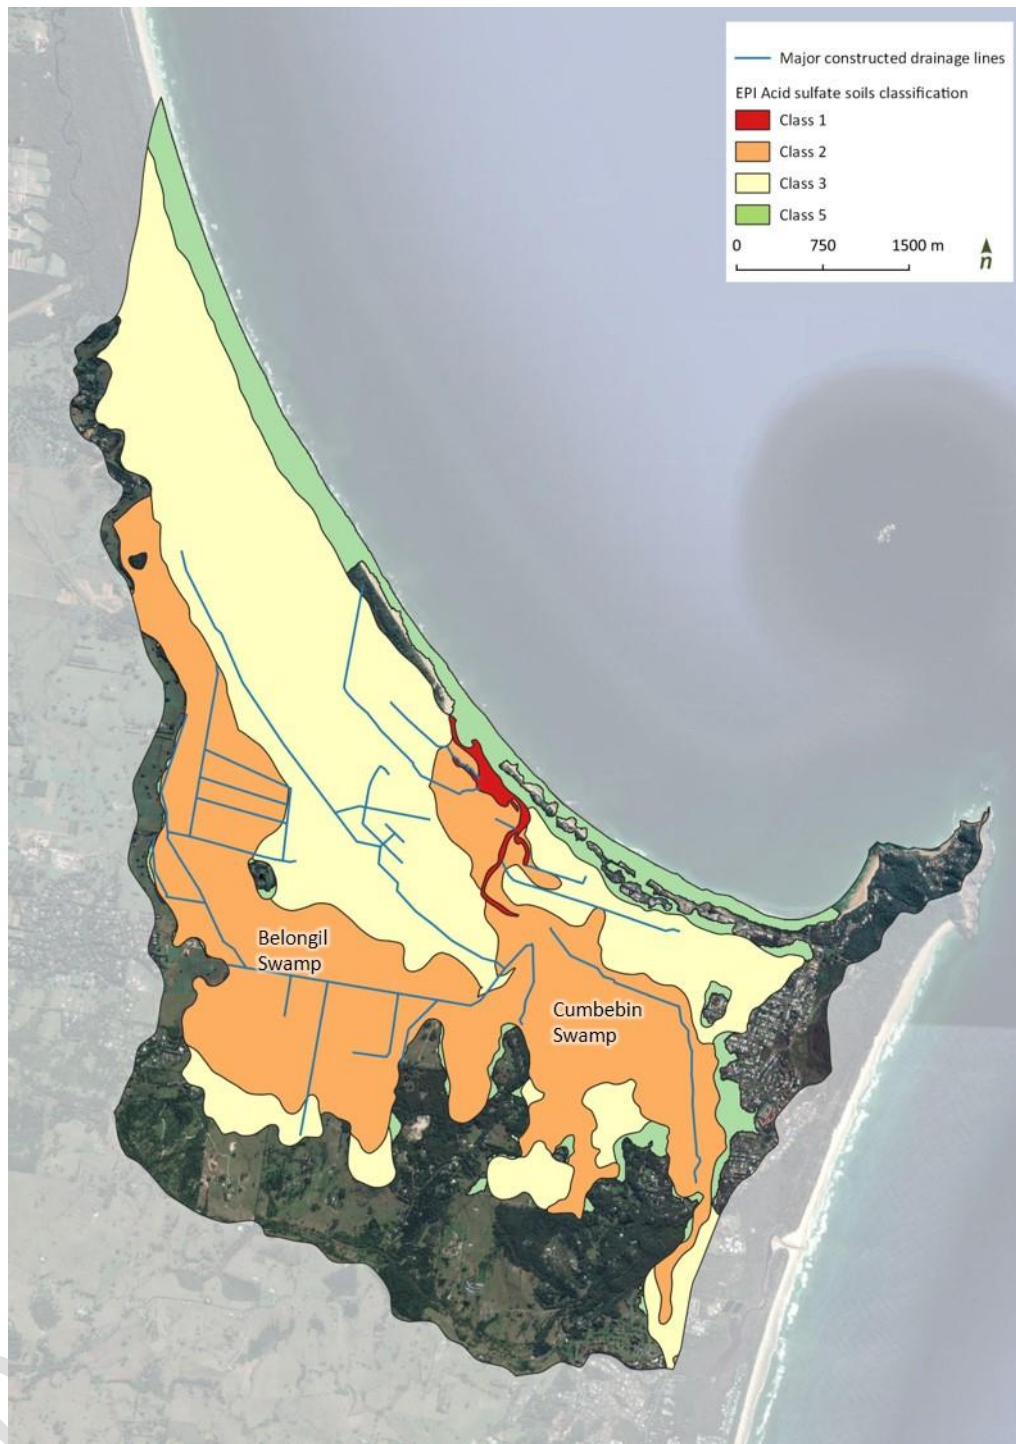 Major constructed drainage lines
EPI Acid sulfate soils classification
Class 1
Class 2
Class 3
Class 5
0 750 1500 m
n
Belongil
Swamp
Cumbebin
Swamp